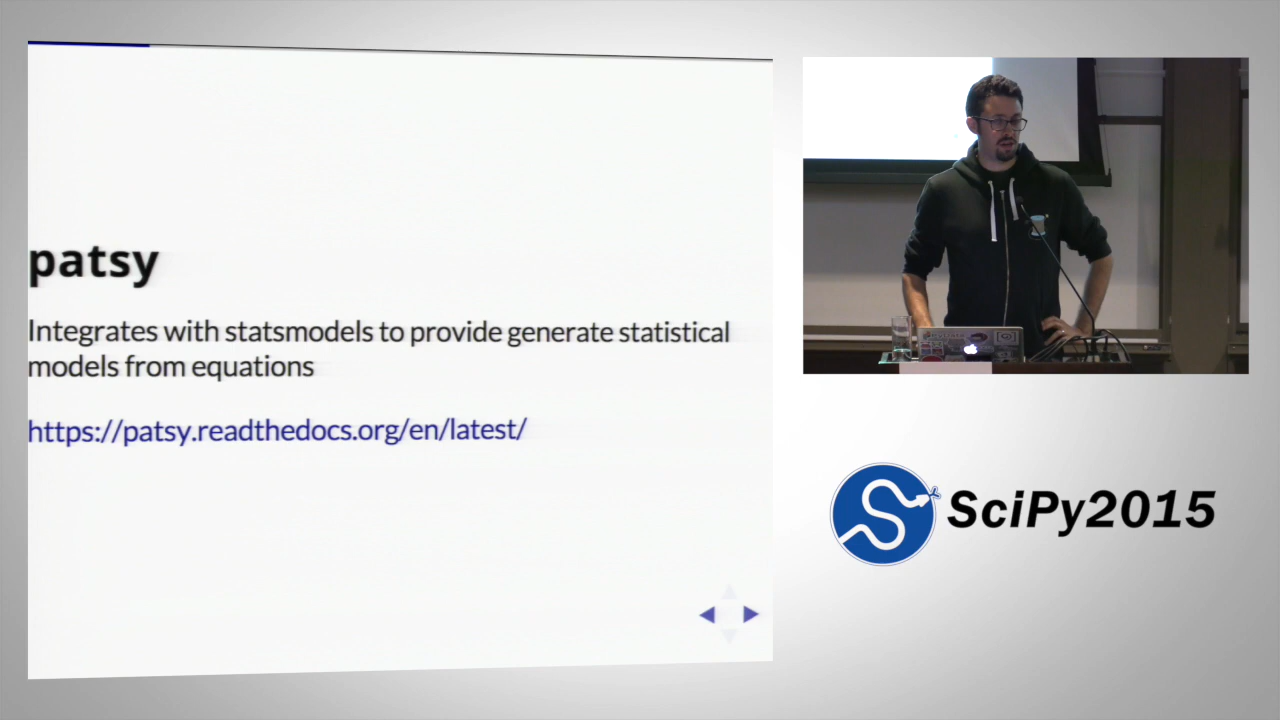 patsy
Integrates with statsmodels to provide generate statistical
models from equations
https://patsy.readthedocs.org/en/latest/
SciPy2015